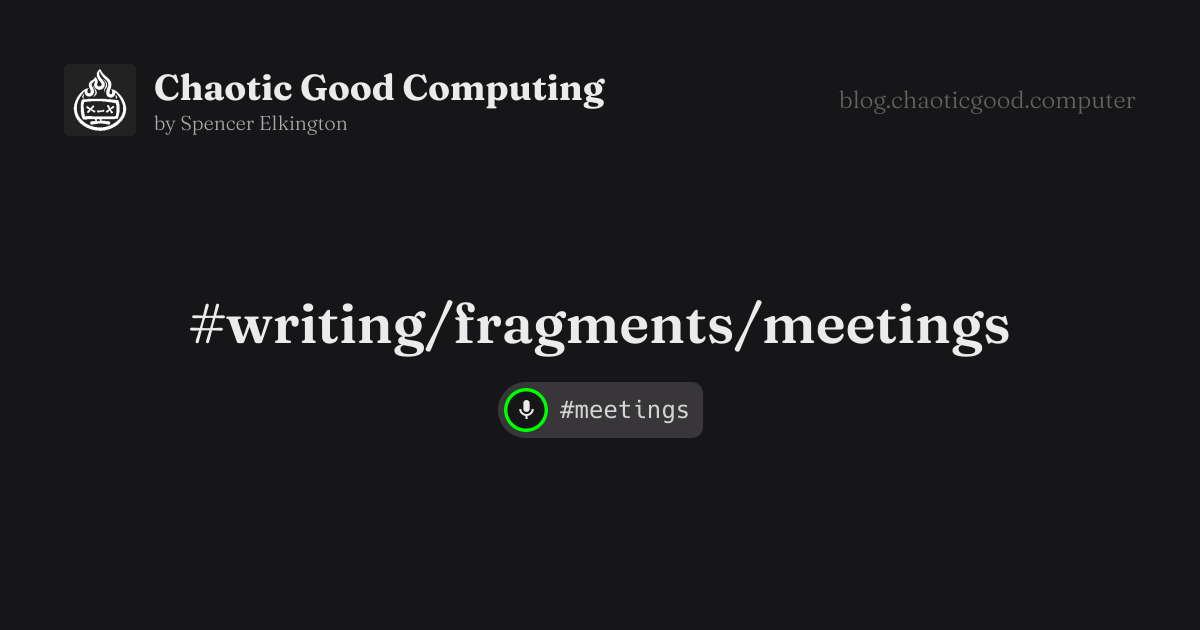 Chaotic Good Computing
by Spencer Elkington
blog.chaoticgood.computer
#writing/fragments/meetings
#meetings